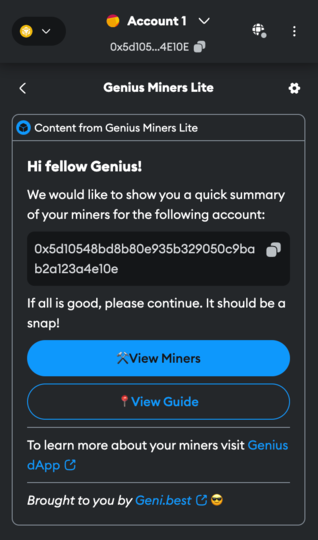 Account 1
0x5d105...4E10E
Genius Miners Lite
Content from Genius Miners Lite
Hi fellow Genius!
We would like to show you a quick summary
of your miners for the following account:
0x5d10548bd8b80e935b329050c9ba
b2a123a4e10e
If all is good, please continue. It should be a
snap!
⚒️View Miners
📍View Guide
To learn more about your miners visit Genius
dApp
Brought to you by Geni.best 😎